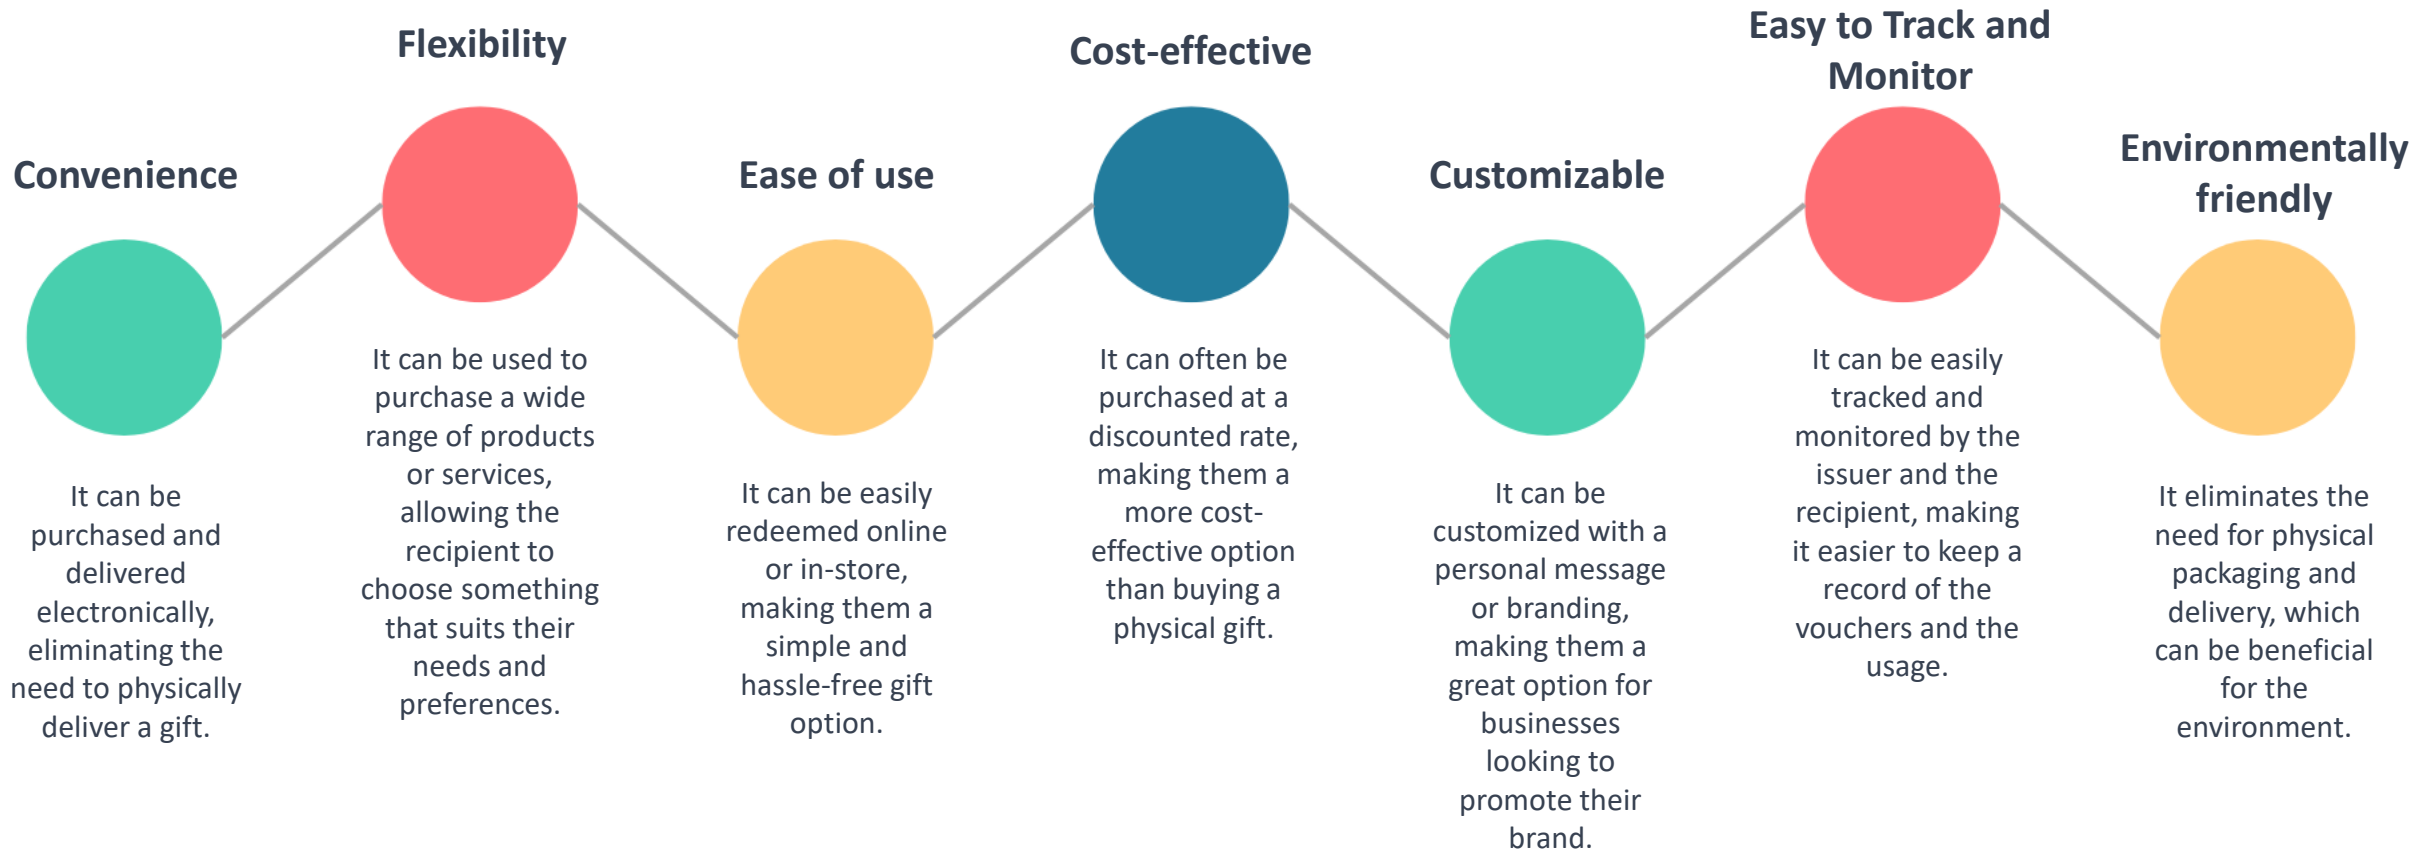 Convenience
It can be
purchased and
delivered
electronically,
eliminating the
need to physically
deliver a gift.
Flexibility
It can be used to
purchase a wide
range of products
or services,
allowing the
recipient to
choose something
that suits their
needs and
preferences.
Ease of use
It can be easily
redeemed online
or in-store,
making them a
simple and
hassle-free gift
option.
Cost-effective
It can often be
purchased at a
discounted rate,
making them a
more cost-
effective option
than buying a
physical gift.
Customizable
It can be
customized with a
personal message
or branding,
making them a
great option for
businesses
looking to
promote their
brand.
Easy to Track and
Monitor
It can be easily
tracked and
monitored by the
issuer and the
recipient, making
it easier to keep a
record of the
vouchers and the
usage.
Environmentally
friendly
It eliminates the
need for physical
packaging and
delivery, which
can be beneficial
for the
environment.